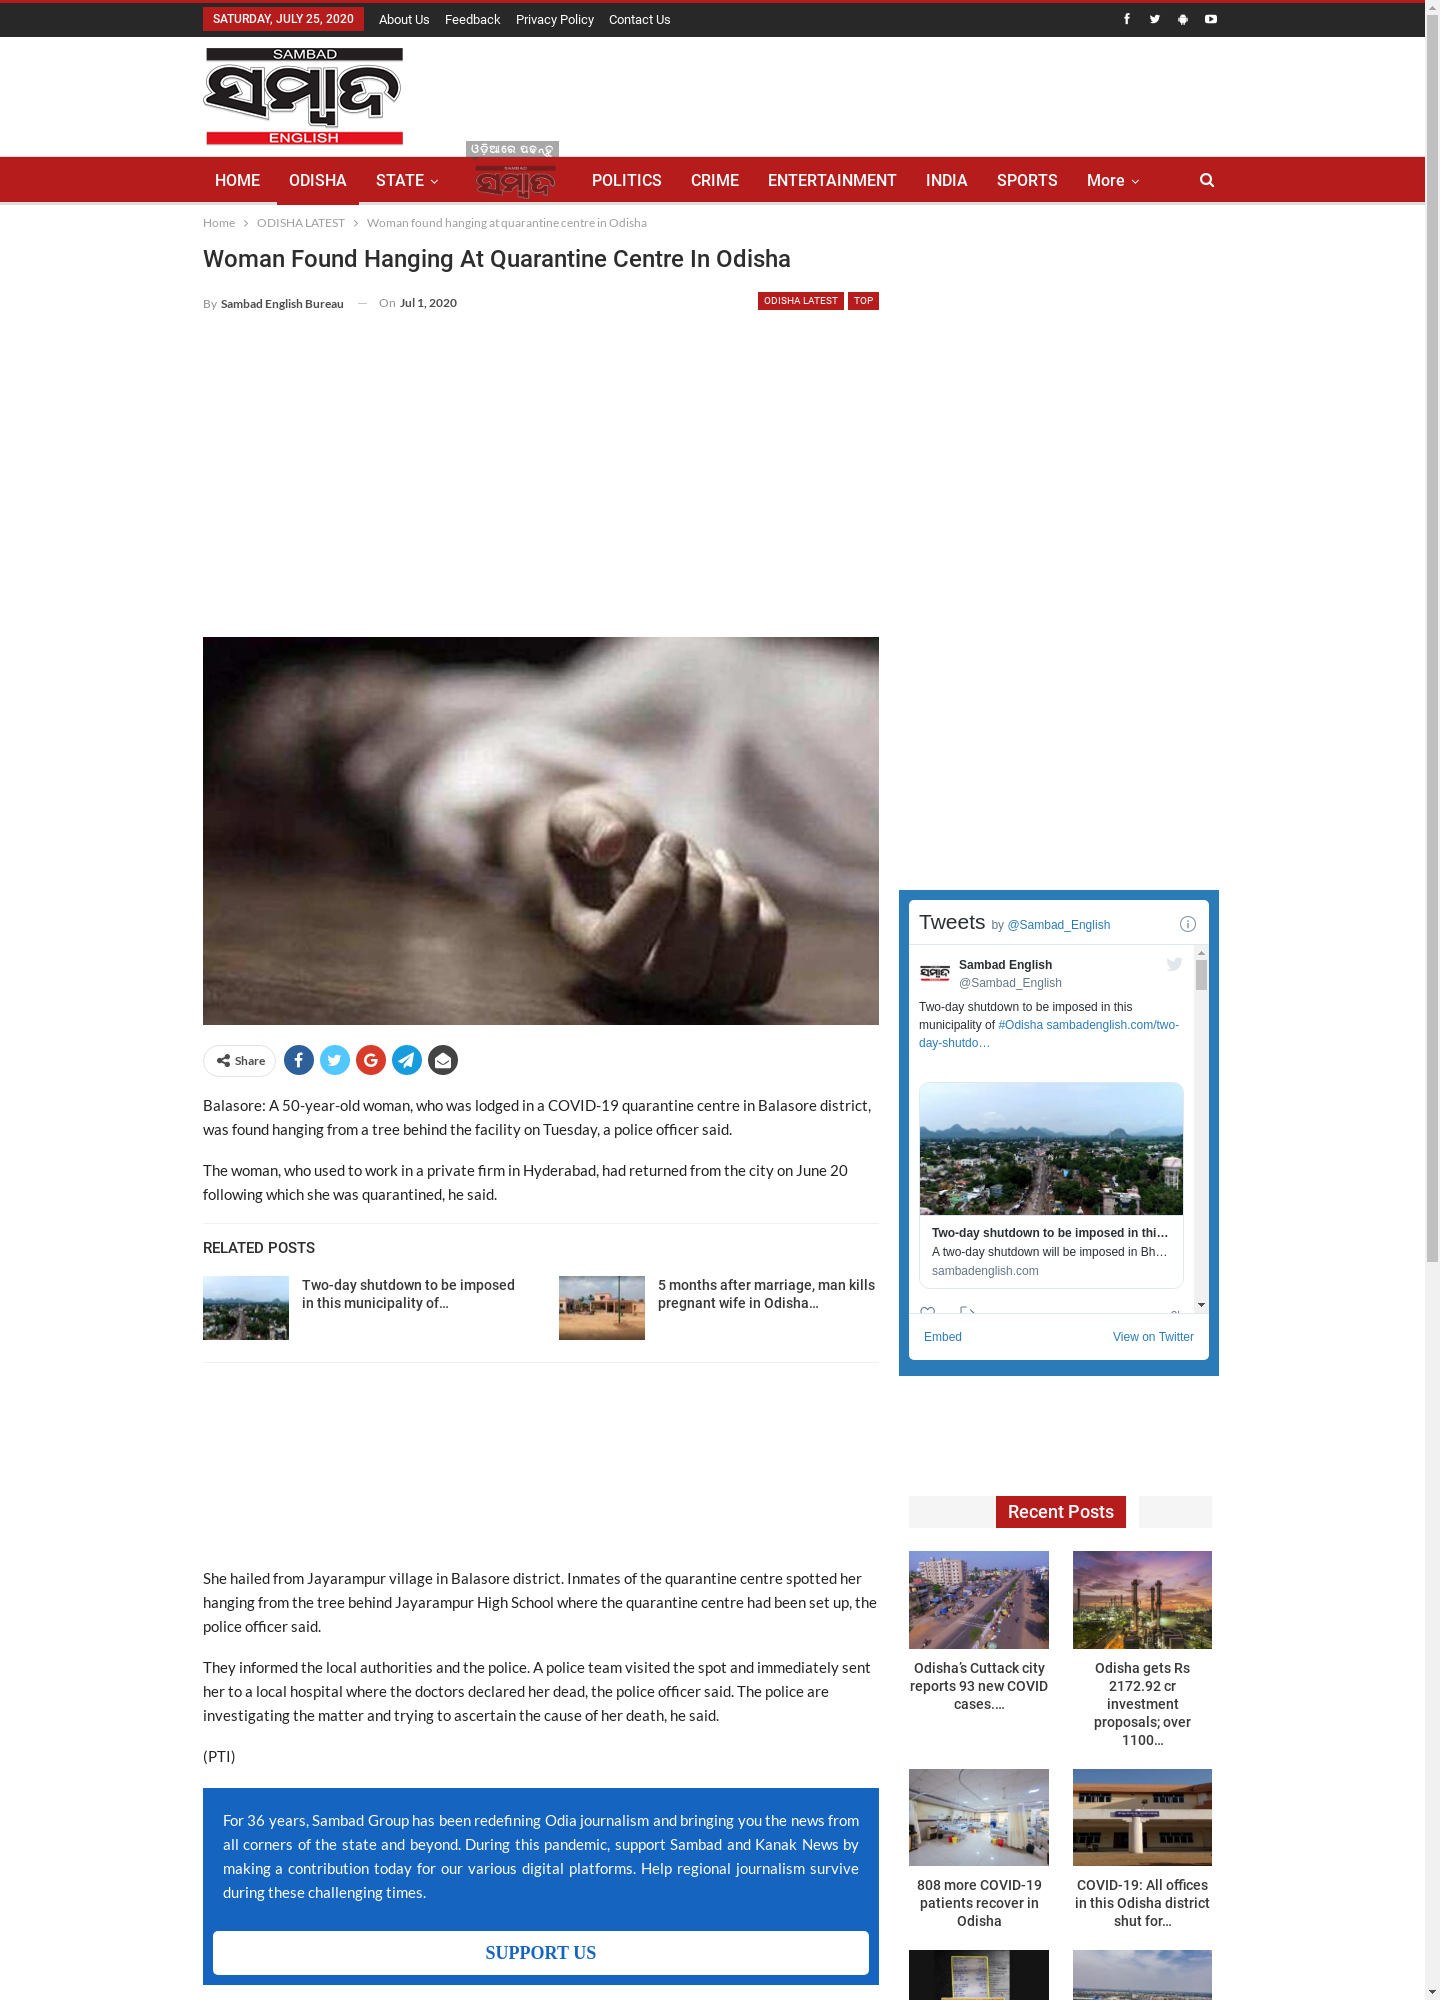 SATURDAY, JULY 25, 2020 About Us Feedback Privacy Policy Contact Us
SAMBAD
ସମ୍ବାଦ
ENGLISH
ଓଡ଼ିଆରେ ପଢନ୍ତୁ
HOME ODISHA STATE SAMBAD ସମ୍ବାଦ POLITICS CRIME ENTERTAINMENT INDIA SPORTS More
Home > ODISHA LATEST > Woman found hanging at quarantine centre in Odisha
Woman Found Hanging At Quarantine Centre In Odisha
By Sambad English Bureau — On Jul 1, 2020 ODISHA LATEST TOP
Share
Balasore: A 50-year-old woman, who was lodged in a COVID-19 quarantine centre in Balasore district,
was found hanging from a tree behind the facility on Tuesday, a police officer said.
The woman, who used to work in a private firm in Hyderabad, had returned from the city on June 20
following which she was quarantined, he said.
RELATED POSTS
Two-day shutdown to be imposed
in this municipality of…
5 months after marriage, man kills
pregnant wife in Odisha…
She hailed from Jayarampur village in Balasore district. Inmates of the quarantine centre spotted her
hanging from the tree behind Jayarampur High School where the quarantine centre had been set up, the
police officer said.
They informed the local authorities and the police. A police team visited the spot and immediately sent
her to a local hospital where the doctors declared her dead, the police officer said. The police are
investigating the matter and trying to ascertain the cause of her death, he said.
(PTI)
For 36 years, Sambad Group has been redefining Odia journalism and bringing you the news from
all corners of the state and beyond. During this pandemic, support Sambad and Kanak News by
making a contribution today for our various digital platforms. Help regional journalism survive
during these challenging times.
SUPPORT US
Tweets by @Sambad_English
ସମ୍ବାଦ
Sambad English
@Sambad_English
Two-day shutdown to be imposed in this
municipality of #Odisha sambadenglish.com/two-
day-shutdo…
Two-day shutdown to be imposed in thi…
A two-day shutdown will be imposed in Bh…
sambadenglish.com
Embed View on Twitter
Recent Posts
Odisha’s Cuttack city
reports 93 new COVID
cases.…
Odisha gets Rs
2172.92 cr
investment
proposals; over
1100…
808 more COVID-19
patients recover in
Odisha
COVID-19: All offices
in this Odisha district
shut for…